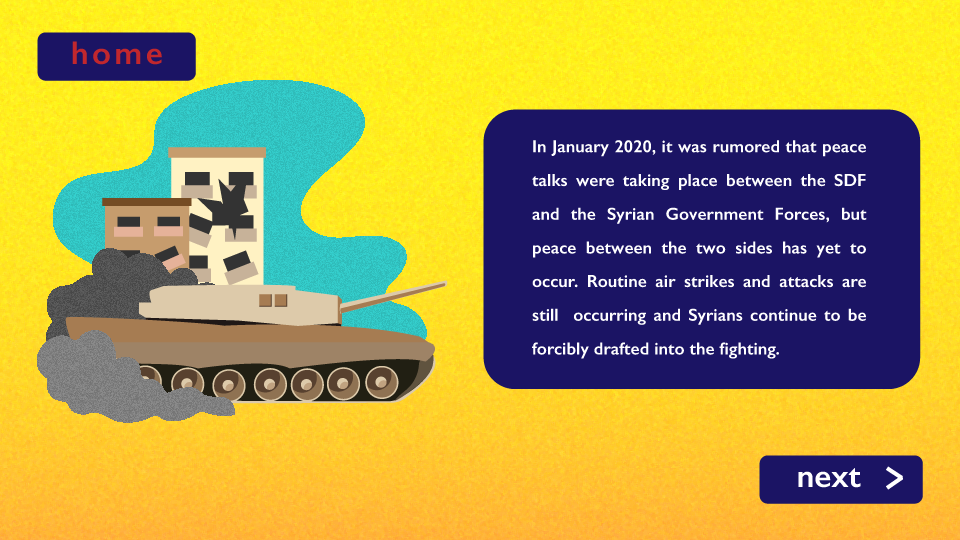 home
In January 2020, it was rumored that peace
talks were taking place between the SDF
and the Syrian Government Forces, but
peace between the two sides has yet to
occur. Routine air strikes and attacks are
still occurring and Syrians continue to be
forcibly drafted into the fighting.
next >